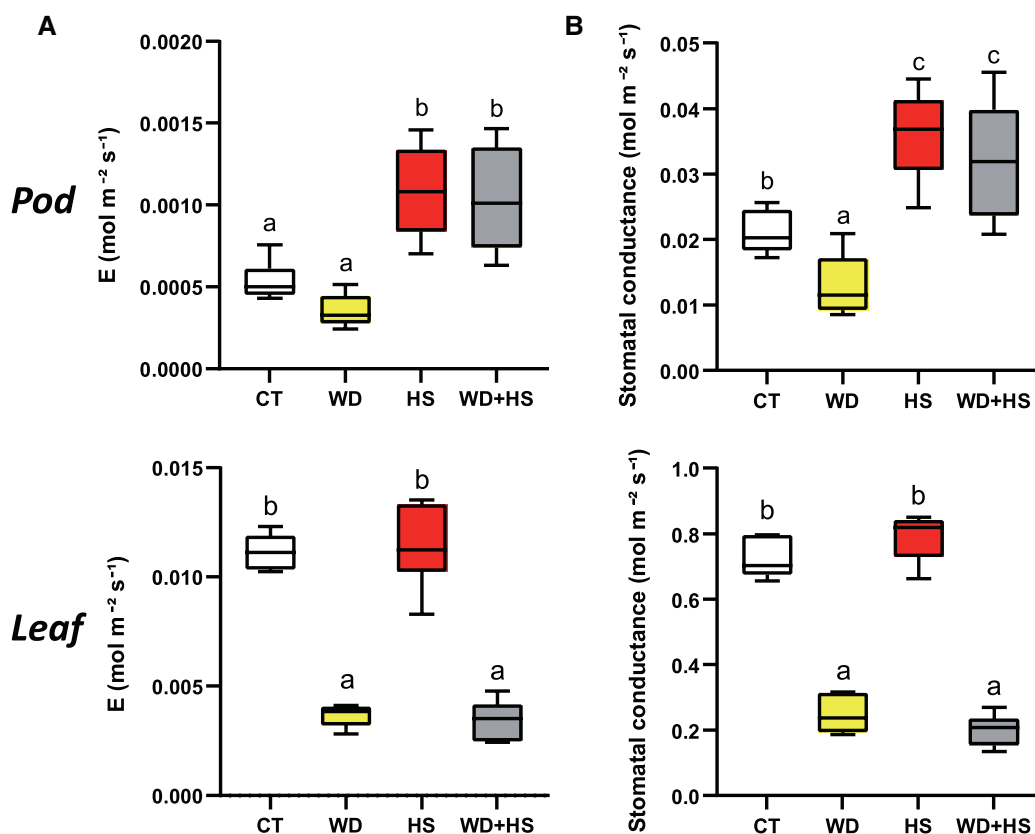 A
B
Pod
E (mol m⁻² s⁻¹)
0.0020
0.0015
0.0010
0.0005
0.0000
a
a
b
b
CT WD HS WD+HS
Stomatal conductance (mol m⁻² s⁻¹)
0.05
0.04
0.03
0.02
0.01
0.00
b
a
c
c
CT WD HS WD+HS
Leaf
E (mol m⁻² s⁻¹)
0.015
0.010
0.005
0.000
b
a
b
a
CT WD HS WD+HS
Stomatal conductance (mol m⁻² s⁻¹)
1.0
0.8
0.6
0.4
0.2
0.0
b
a
b
a
CT WD HS WD+HS